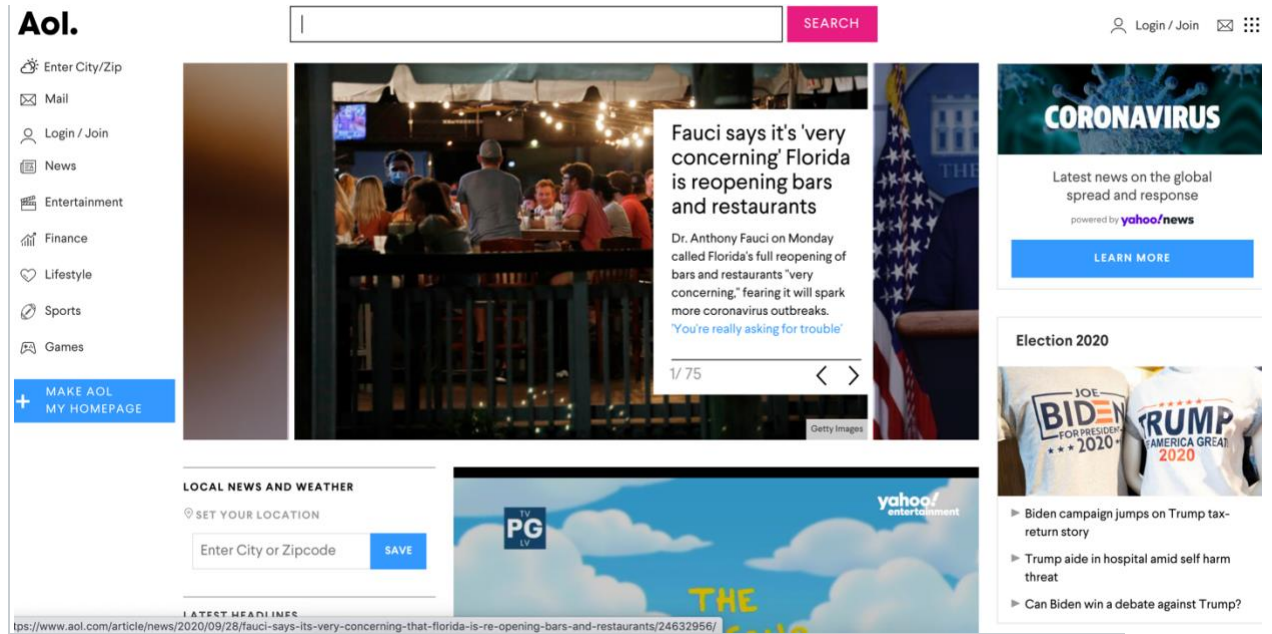 Aol.
SEARCH
Login / Join
Enter City/Zip
Mail
Login / Join
News
Entertainment
Finance
Lifestyle
Sports
Games
+ MAKE AOL
MY HOMEPAGE
Fauci says it's 'very
concerning' Florida
is reopening bars
and restaurants
Dr. Anthony Fauci on Monday
called Florida's full reopening of
bars and restaurants "very
concerning," fearing it will spark
more coronavirus outbreaks.
'You're really asking for trouble'
1/ 75
Getty Images
THE
CORONAVIRUS
Latest news on the global
spread and response
powered by yahoo!news
LEARN MORE
Election 2020
JOE
BIDEN
FOR PRESIDENT
2020
TRUMP
AMERICA GREAT
2020
Biden campaign jumps on Trump tax-
return story
Trump aide in hospital amid self harm
threat
Can Biden win a debate against Trump?
LOCAL NEWS AND WEATHER
SET YOUR LOCATION
Enter City or Zipcode
SAVE
LATEST HEADLINES
TV
PG
LV
yahoo!
entertainment
THE
tps://www.aol.com/article/news/2020/09/28/fauci-says-its-very-concerning-that-florida-is-re-opening-bars-and-restaurants/24632956/